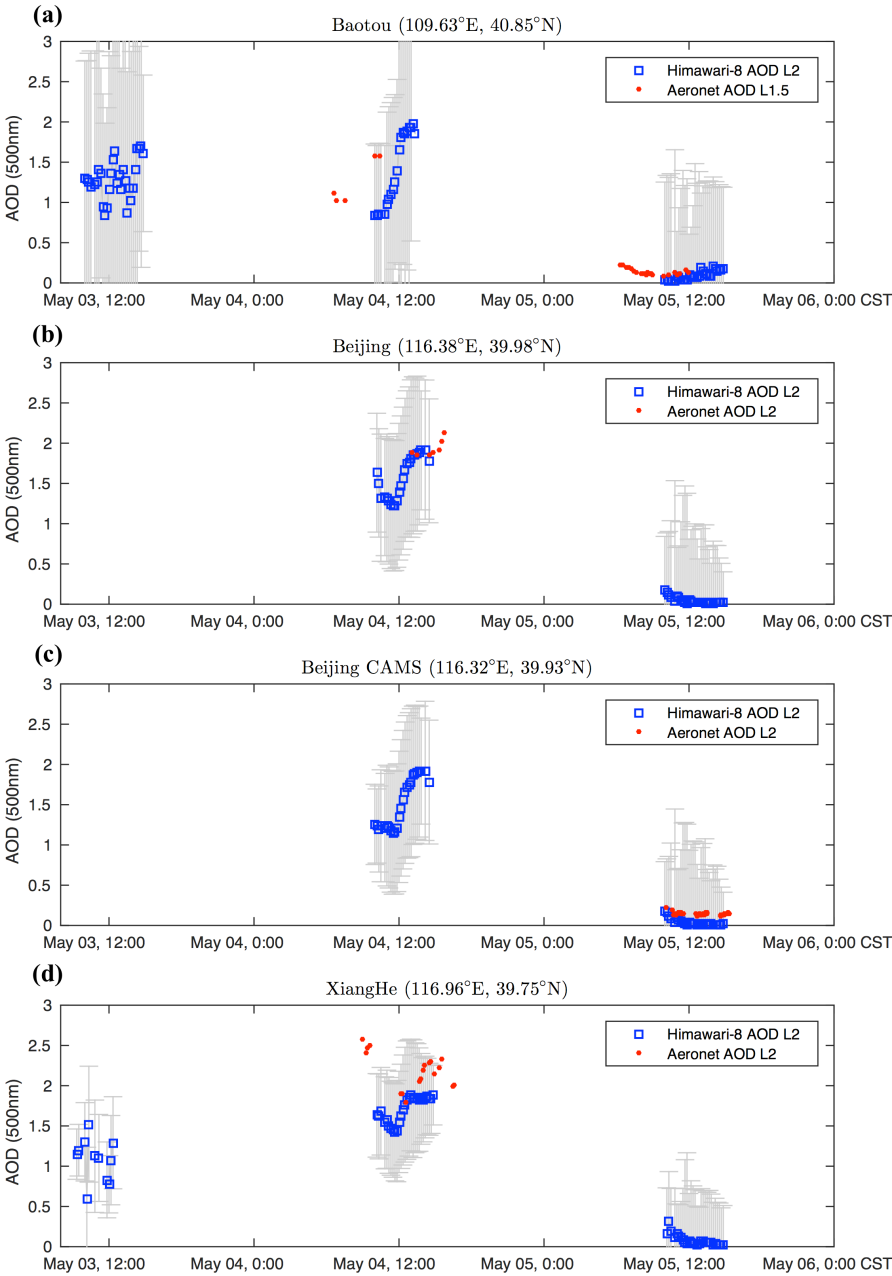 (a)
Baotou (109.63°E, 40.85°N)
3
2.5
2
1.5
1
0.5
0
AOD (500nm)
Himawari-8 AOD L2
Aeronet AOD L1.5
May 03, 12:00 May 04, 0:00 May 04, 12:00 May 05, 0:00 May 05, 12:00 May 06, 0:00 CST
(b)
Beijing (116.38°E, 39.98°N)
3
2.5
2
1.5
1
0.5
0
AOD (500nm)
Himawari-8 AOD L2
Aeronet AOD L2
May 03, 12:00 May 04, 0:00 May 04, 12:00 May 05, 0:00 May 05, 12:00 May 06, 0:00 CST
(c)
Beijing CAMS (116.32°E, 39.93°N)
3
2.5
2
1.5
1
0.5
0
AOD (500nm)
Himawari-8 AOD L2
Aeronet AOD L2
May 03, 12:00 May 04, 0:00 May 04, 12:00 May 05, 0:00 May 05, 12:00 May 06, 0:00 CST
(d)
XiangHe (116.96°E, 39.75°N)
3
2.5
2
1.5
1
0.5
0
AOD (500nm)
Himawari-8 AOD L2
Aeronet AOD L2
May 03, 12:00 May 04, 0:00 May 04, 12:00 May 05, 0:00 May 05, 12:00 May 06, 0:00 CST